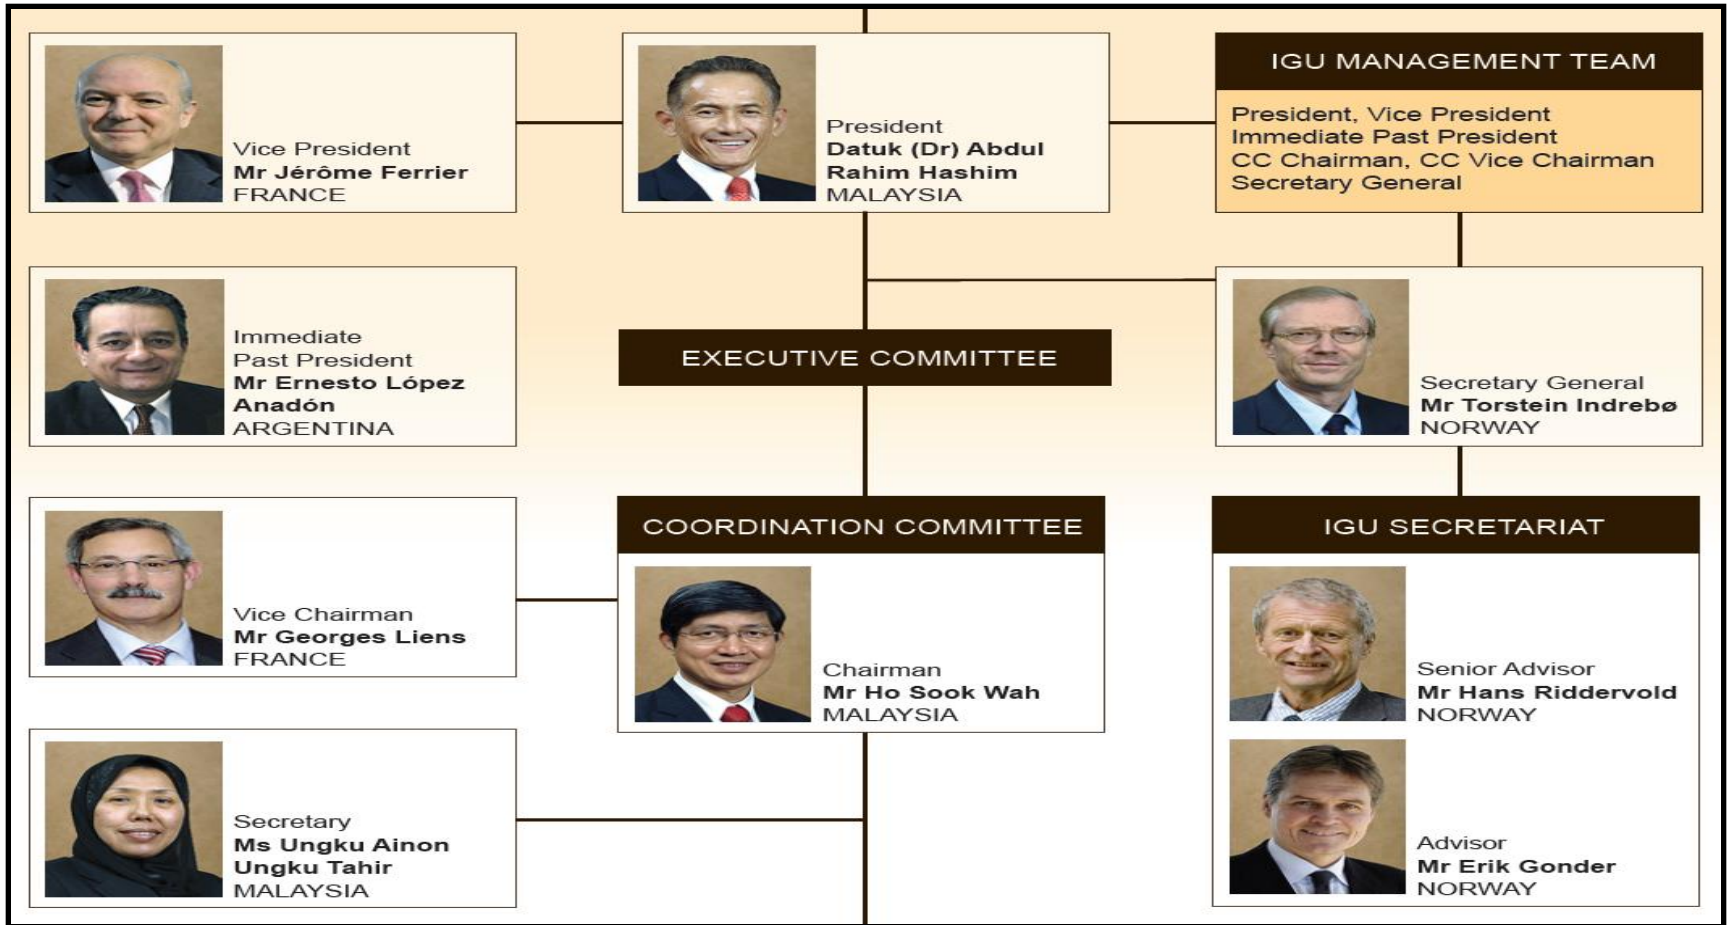 Vice President
Mr Jérôme Ferrier
FRANCE
President
Datuk (Dr) Abdul
Rahim Hashim
MALAYSIA
IGU MANAGEMENT TEAM
President, Vice President
Immediate Past President
CC Chairman, CC Vice Chairman
Secretary General
Immediate
Past President
Mr Ernesto López
Anadón
ARGENTINA
EXECUTIVE COMMITTEE
Secretary General
Mr Torstein Indrebø
NORWAY
Vice Chairman
Mr Georges Liens
FRANCE
COORDINATION COMMITTEE
Chairman
Mr Ho Sook Wah
MALAYSIA
IGU SECRETARIAT
Senior Advisor
Mr Hans Riddervold
NORWAY
Secretary
Ms Ungku Ainon
Ungku Tahir
MALAYSIA
Advisor
Mr Erik Gonder
NORWAY